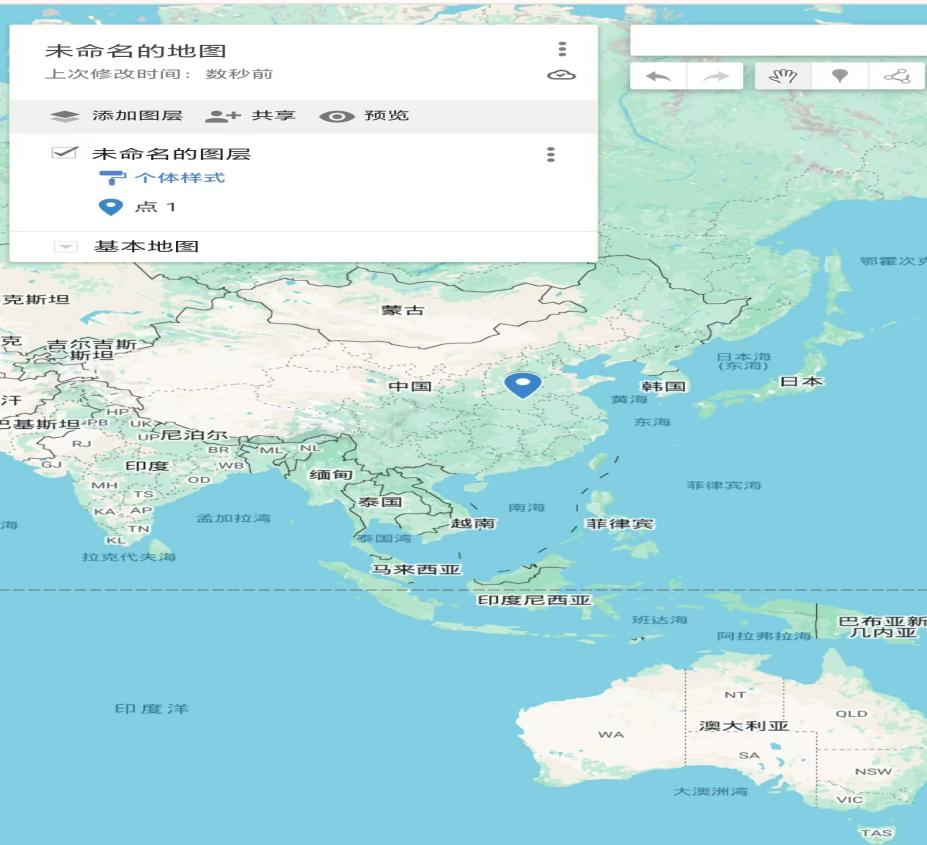 未命名的地图
上次修改时间：数秒前
添加图层 共享 预览
未命名的图层
个体样式
点 1
基本地图
鄂霍次克
克斯坦
蒙古
克
吉尔吉斯
斯坦
日本海
(东海)
中国
韩国
日本
汗
黄海
HP
巴基斯坦
PB
UK
东海
UP
尼泊尔
RJ
BR
ML
NL
GJ
印度
WB
缅甸
OD
MH
菲律宾海
TS
泰国
南海
KA
AP
孟加拉湾
越南
菲律宾
海
TN
泰国湾
KL
拉克代夫海
马来西亚
印度尼西亚
班达海
巴布亚新
几内亚
阿拉弗拉海
NT
印度洋
QLD
澳大利亚
WA
SA
NSW
大澳洲湾
VIC
TAS